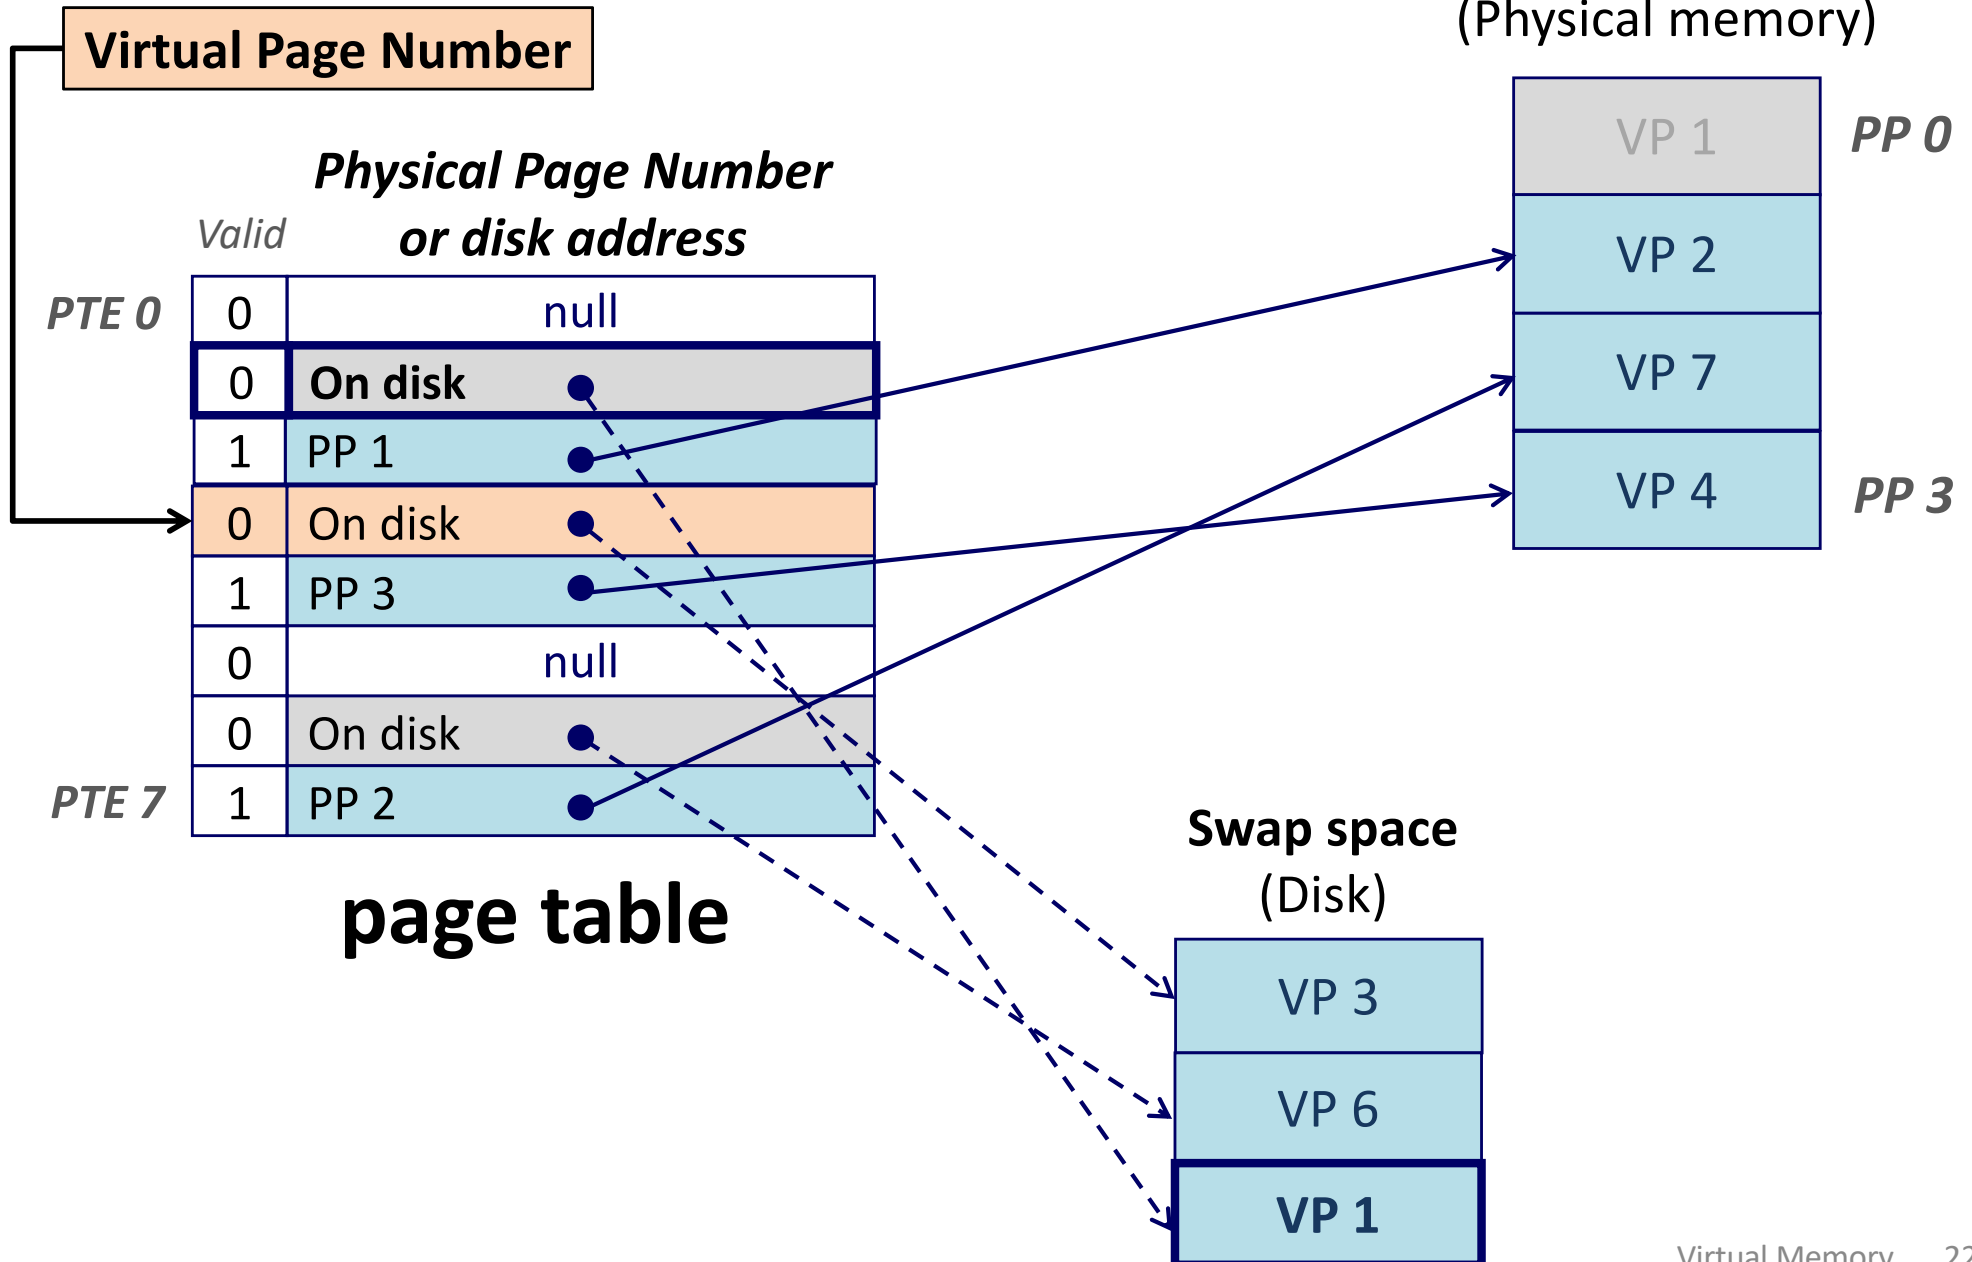 Virtual Page Number
(Physical memory)
VP 1 PP 0
VP 2
VP 7
VP 4 PP 3
Physical Page Number
or disk address
Valid
PTE 0 0 null
0 On disk
1 PP 1
0 On disk
1 PP 3
0 null
0 On disk
PTE 7 1 PP 2
page table
Swap space
(Disk)
VP 3
VP 6
VP 1
Virtual Memory 22